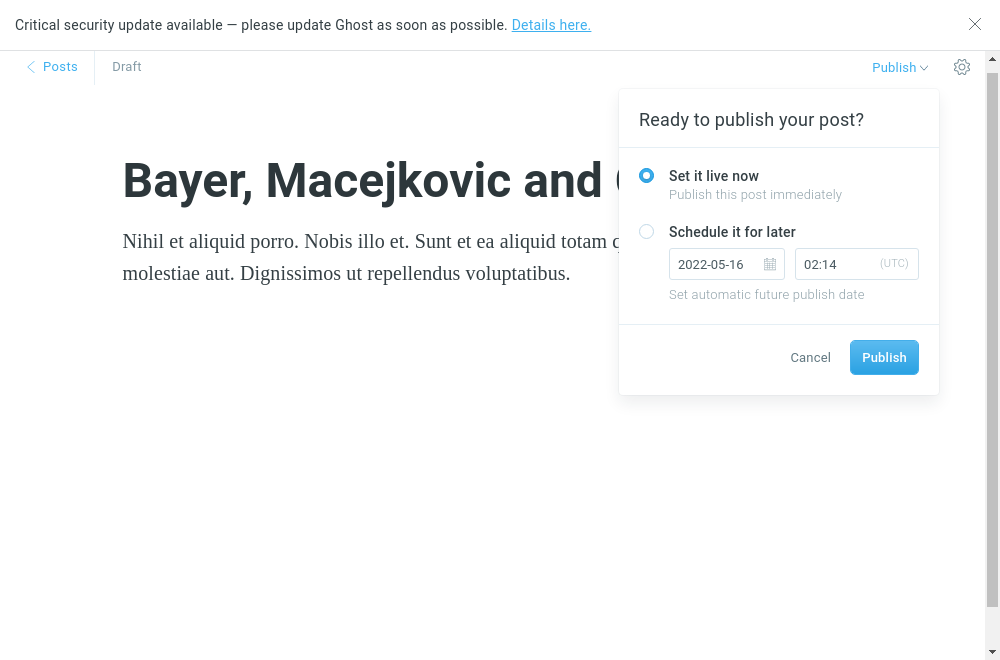 Critical security update available — please update Ghost as soon as possible. Details here.
Posts
Draft
Publish
Ready to publish your post?
Bayer, Macejkovic and
Set it live now
Publish this post immediately
Nihil et aliquid porro. Nobis illo et. Sunt et ea aliquid totam
molestiae aut. Dignissimos ut repellendus voluptatibus.
Schedule it for later
2022-05-16
02:14
(UTC)
Set automatic future publish date
Cancel
Publish